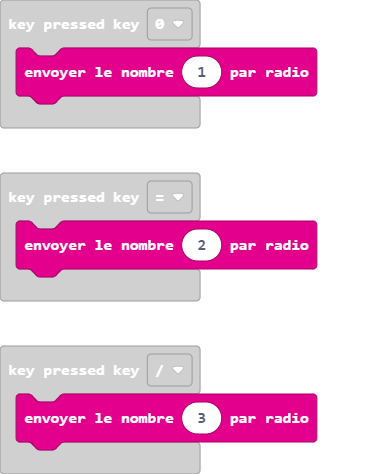 key pressed key 0
envoyer le nombre 1 par radio
key pressed key =
envoyer le nombre 2 par radio
key pressed key /
envoyer le nombre 3 par radio